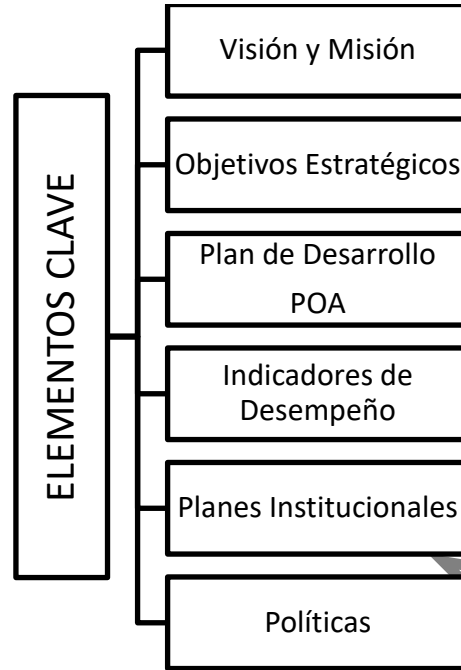 ELEMENTOS CLAVE
Visión y Misión
Objetivos Estratégicos
Plan de Desarrollo
POA
Indicadores de
Desempeño
Planes Institucionales
Políticas